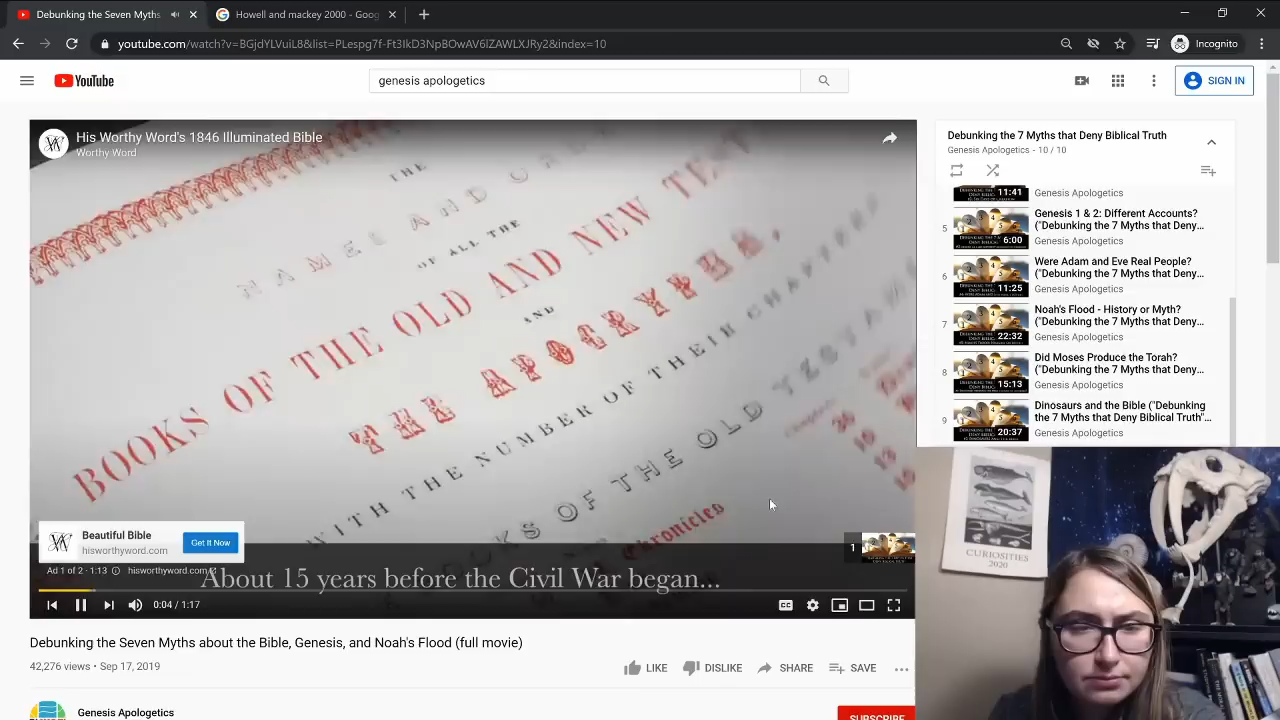 Debunking the Seven Myths
Howell and mackey 2000 - Goog
youtube.com/watch?v=BGjdYLVuiL8&list=PLespg7f-Ft3IkD3NpBOwAVdZAWLXJRy2&index=10
Incognito
YouTube
genesis apologetics
SIGN IN
His Worthy Word's 1846 Illuminated Bible
Worthy Word
THE
OLD AND NEW T
BOOKS
WITH THE NUMBER OF THE
OF THE
Chronicles
Beautiful Bible
hisworthyword.com
Get It Now
Ad 1 of 2 · 1:13
1
About 15 years before the Civil War began...
0:04 / 1:17
CC
Debunking the Seven Myths about the Bible, Genesis, and Noah's Flood (full movie)
42,276 views • Sep 17, 2019
LIKE
DISLIKE
SHARE
SAVE
Genesis Apologetics
SUBSCRIBE
Debunking the 7 Myths that Deny Biblical Truth
Genesis Apologetics - 10 / 10
11:41
Genesis Apologetics
5
6:00
Genesis 1 & 2: Different Accounts?
("Debunking the 7 Myths that Deny...
Genesis Apologetics
6
11:25
Were Adam and Eve Real People?
("Debunking the 7 Myths that Deny...
Genesis Apologetics
7
22:32
Noah's Flood - History or Myth?
("Debunking the 7 Myths that Deny...
Genesis Apologetics
8
15:13
Did Moses Produce the Torah?
("Debunking the 7 Myths that Deny...
Genesis Apologetics
9
20:37
Dinosaurs and the Bible ("Debunking
the 7 Myths that Deny Biblical Truth"...
Genesis Apologetics
CURIOSITIES
2020